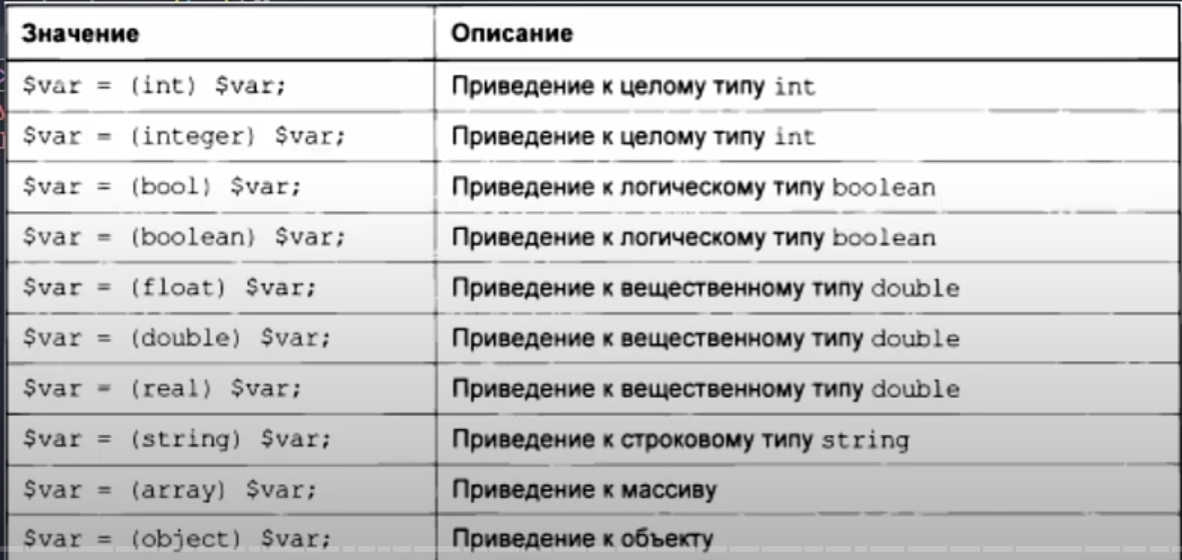 Значение Описание
$var = (int) $var; Приведение к целому типу int
$var = (integer) $var; Приведение к целому типу int
$var = (bool) $var; Приведение к логическому типу boolean
$var = (boolean) $var; Приведение к логическому типу boolean
$var = (float) $var; Приведение к вещественному типу double
$var = (double) $var; Приведение к вещественному типу double
$var = (real) $var; Приведение к вещественному типу double
$var = (string) $var; Приведение к строковому типу string
$var = (array) $var; Приведение к массиву
$var = (object) $var; Приведение к объекту